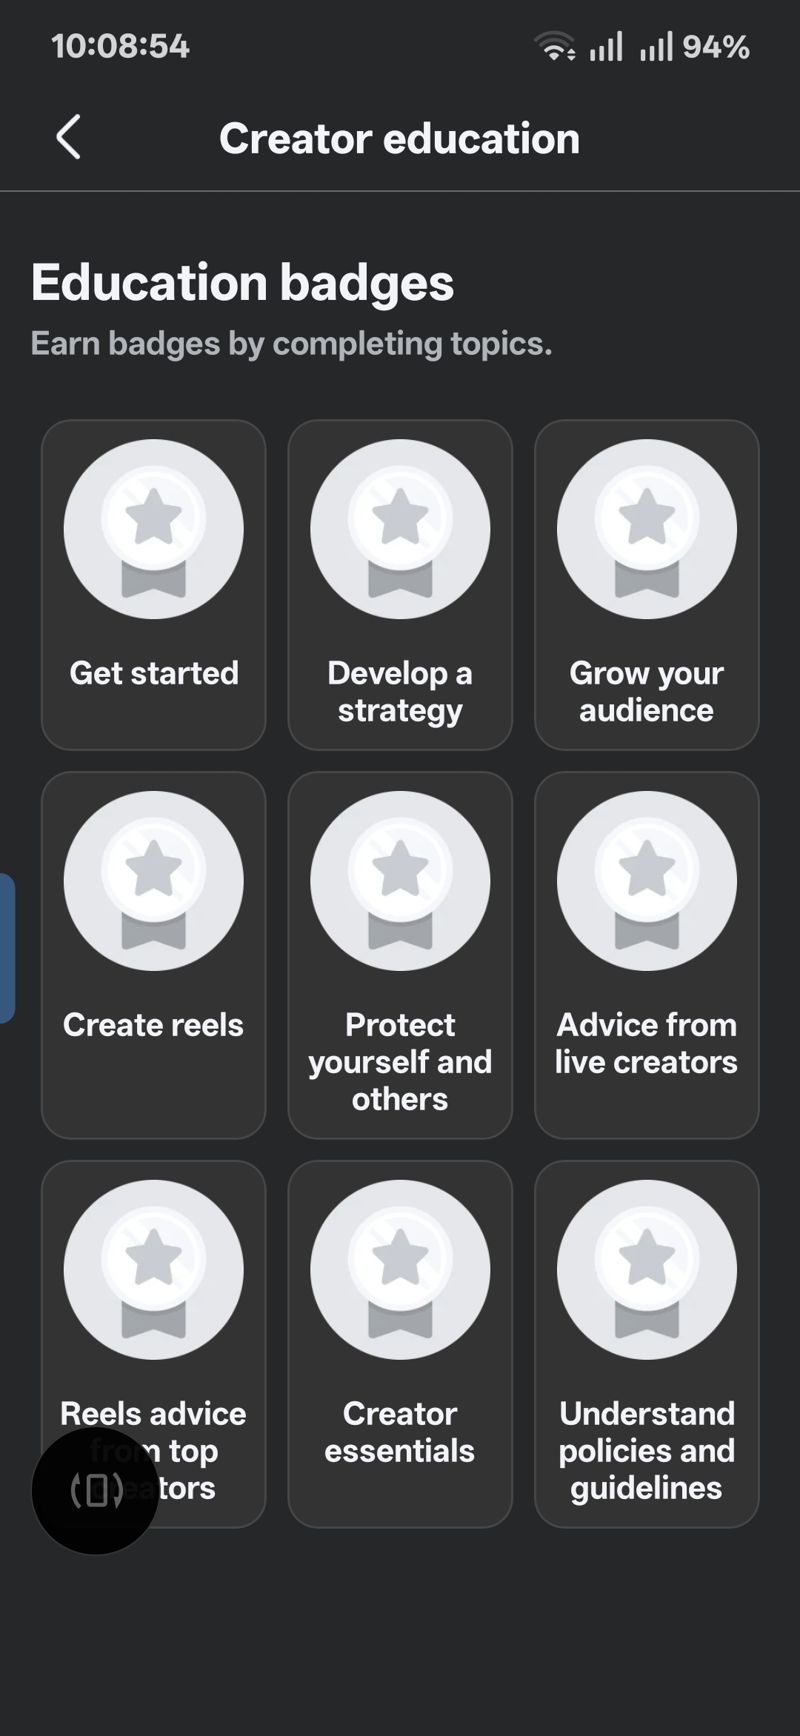 10:08:54
94%
Creator education
Education badges
Earn badges by completing topics.
Get started
Develop a
strategy
Grow your
audience
Create reels
Protect
yourself and
others
Advice from
live creators
Reels advice
from top
creators
Creator
essentials
Understand
policies and
guidelines